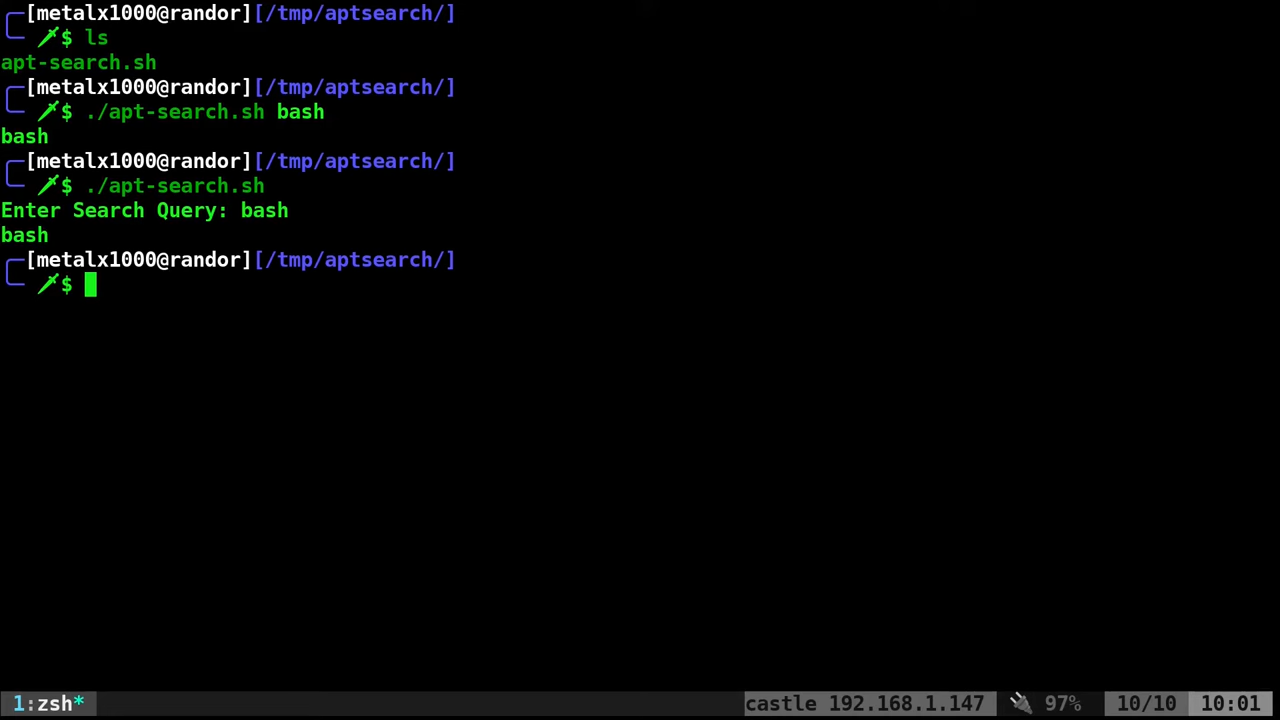 [metalx1000@randor][/tmp/aptsearch/]
$ ls
apt-search.sh
[metalx1000@randor][/tmp/aptsearch/]
$ ./apt-search.sh bash
bash
[metalx1000@randor][/tmp/aptsearch/]
$ ./apt-search.sh
Enter Search Query: bash
bash
[metalx1000@randor][/tmp/aptsearch/]
$
1:zsh* castle 192.168.1.147 97% 10/10 10:01